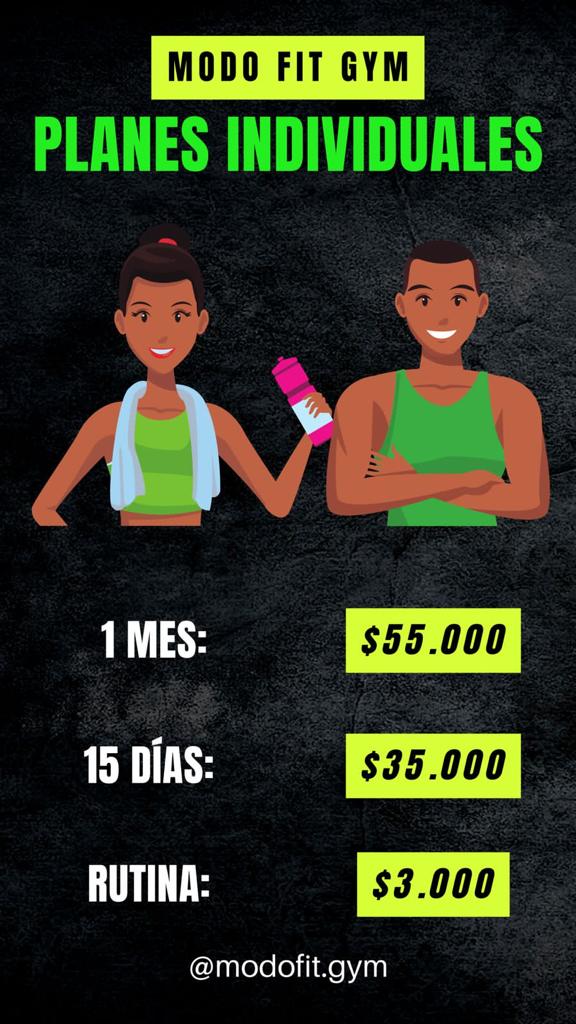 MODO FIT GYM
PLANES INDIVIDUALES
1 MES: $55.000
15 DÍAS: $35.000
RUTINA: $3.000
@modofit.gym